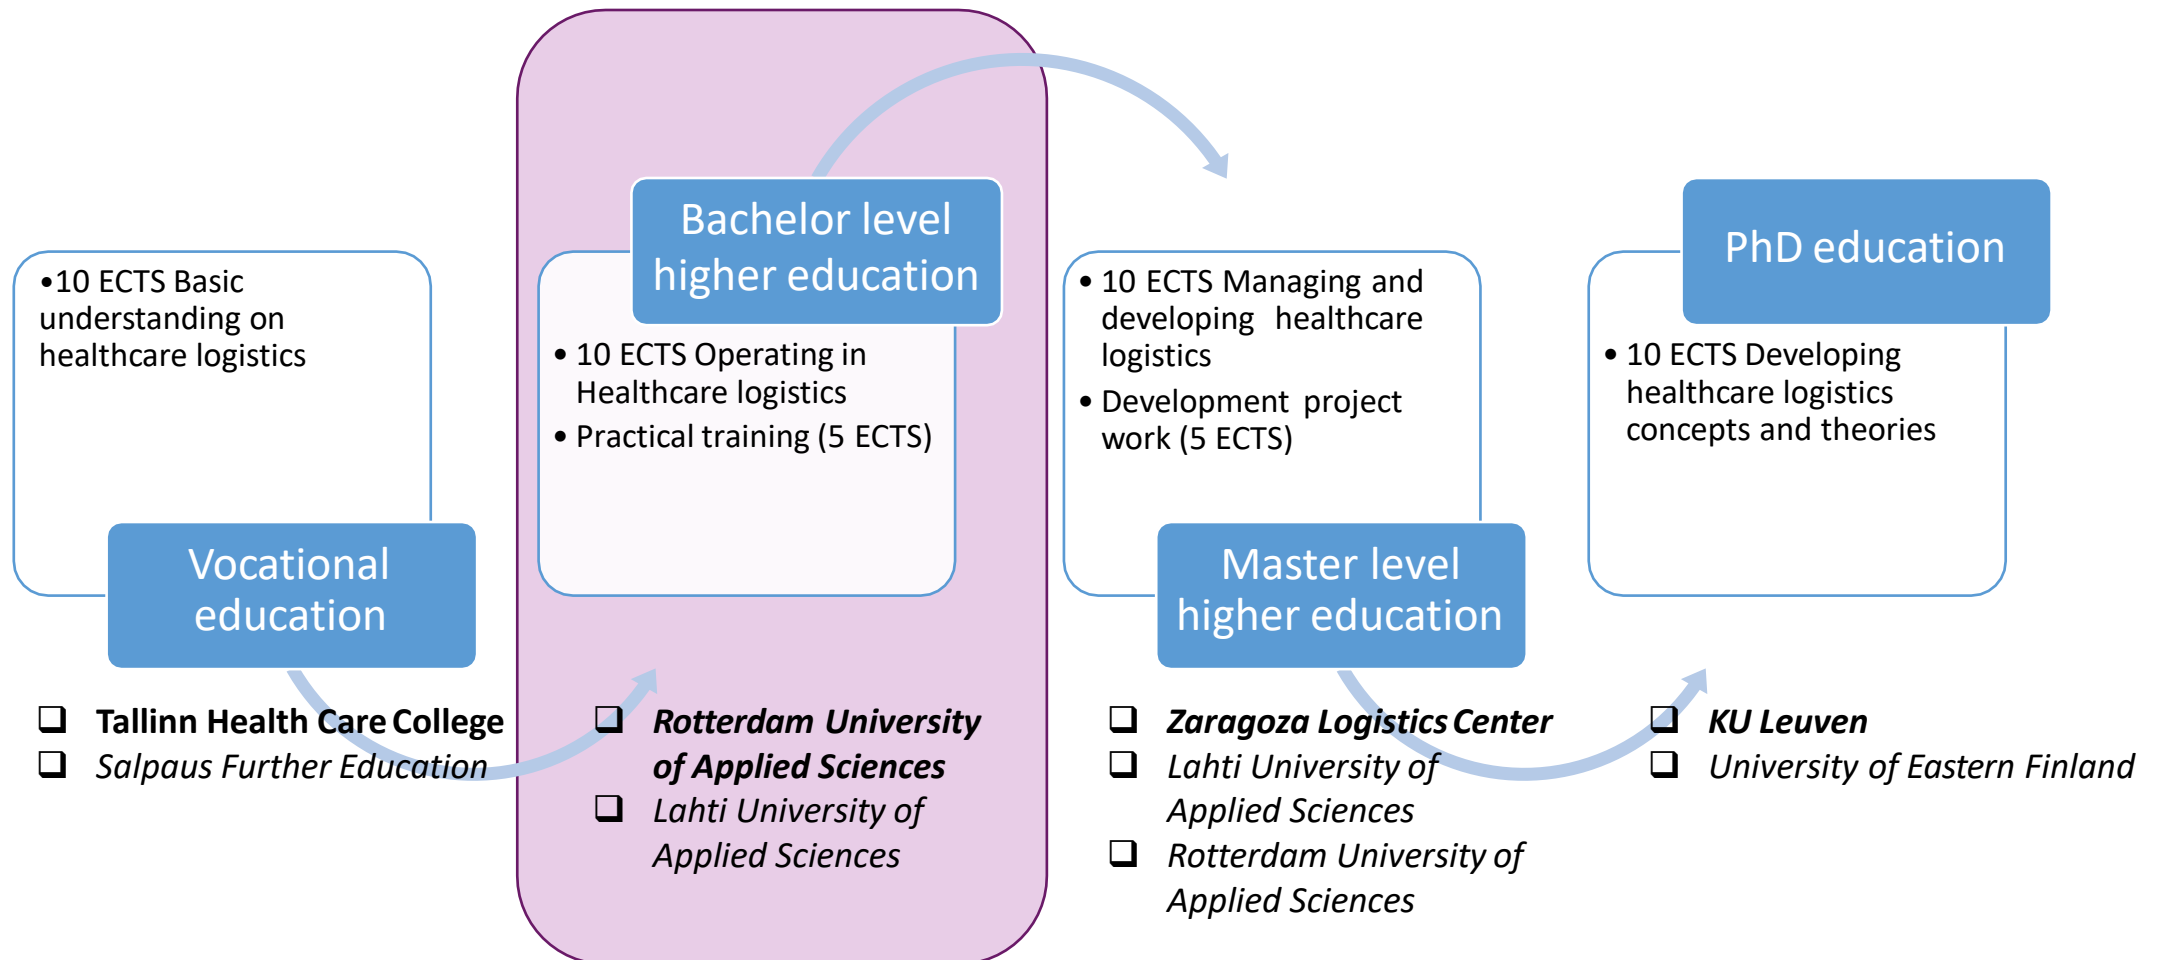 •10 ECTS Basic
understanding on
healthcare logistics
Vocational
education
❑ Tallinn Health Care College
❑ Salpaus Further Education
Bachelor level
higher education
• 10 ECTS Operating in
Healthcare logistics
• Practical training (5 ECTS)
❑ Rotterdam University
of Applied Sciences
❑ Lahti University of
Applied Sciences
• 10 ECTS Managing and
developing healthcare
logistics
• Development project
work (5 ECTS)
Master level
higher education
❑ Zaragoza Logistics Center
❑ Lahti University of
Applied Sciences
❑ Rotterdam University of
Applied Sciences
PhD education
• 10 ECTS Developing
healthcare logistics
concepts and theories
❑ KU Leuven
❑ University of Eastern Finland